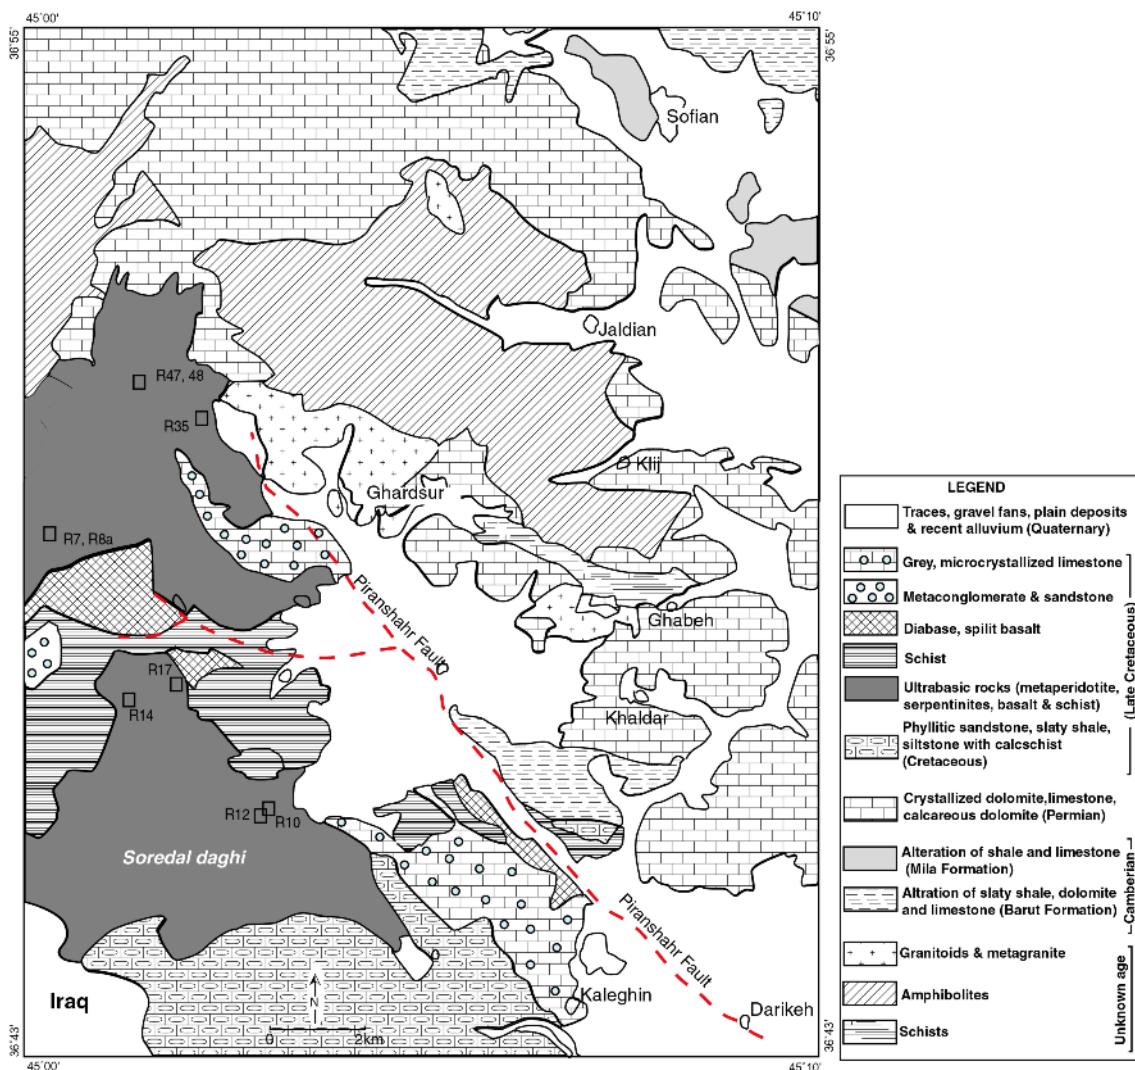 45°00'
45°10'
36°55'
36°55'
Sofian
Jaldian
R47, 48
R35
Klij
Ghardsur
R7, R8a
Piranshahr Fault
Ghabeh
R17
R14
Khaldar
R12
R10
Soredal daghi
Piranshahr Fault
Iraq
N
Kaleghin
Darikeh
0 2km
36°43'
36°43'
45°00'
45°10'
LEGEND
Traces, gravel fans, plain deposits
& recent alluvium (Quaternary)
Grey, microcrystallized limestone
Metaconglomerate & sandstone
Diabase, spilit basalt
Schist
Ultrabasic rocks (metaperidotite,
serpentinites, basalt & schist)
(Late Cretaceous)
Phyllitic sandstone, slaty shale,
siltstone with calcschist
(Cretaceous)
Crystallized dolomite,limestone,
calcareous dolomite (Permian)
Alteration of shale and limestone
(Mila Formation)
Altration of slaty shale, dolomite
and limestone (Barut Formation)
Camberian
Granitoids & metagranite
Amphibolites
Schists
Unknown age